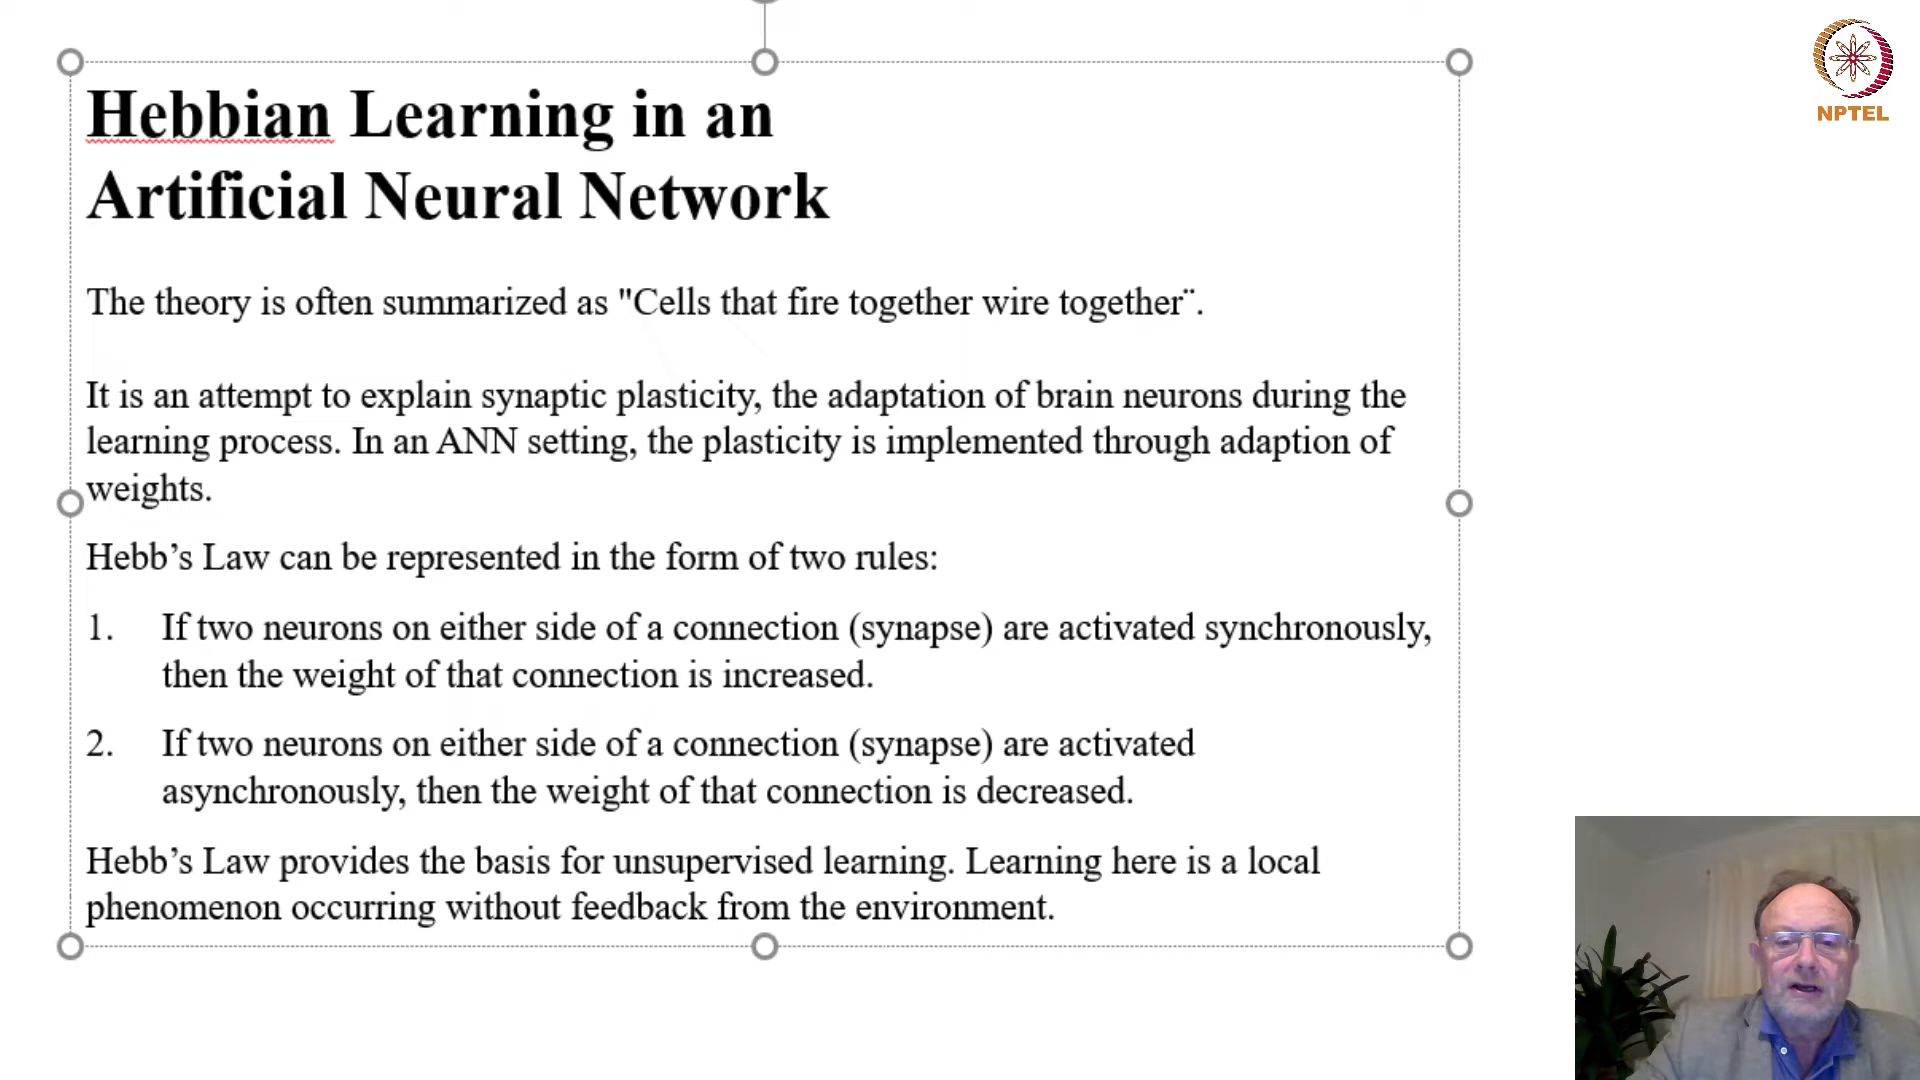 Hebbian Learning in an
Artificial Neural Network
The theory is often summarized as "Cells that fire together wire together¨.
It is an attempt to explain synaptic plasticity, the adaptation of brain neurons during the
learning process. In an ANN setting, the plasticity is implemented through adaption of
weights.
Hebb’s Law can be represented in the form of two rules:
1. If two neurons on either side of a connection (synapse) are activated synchronously,
then the weight of that connection is increased.
2. If two neurons on either side of a connection (synapse) are activated
asynchronously, then the weight of that connection is decreased.
Hebb’s Law provides the basis for unsupervised learning. Learning here is a local
phenomenon occurring without feedback from the environment.
NPTEL